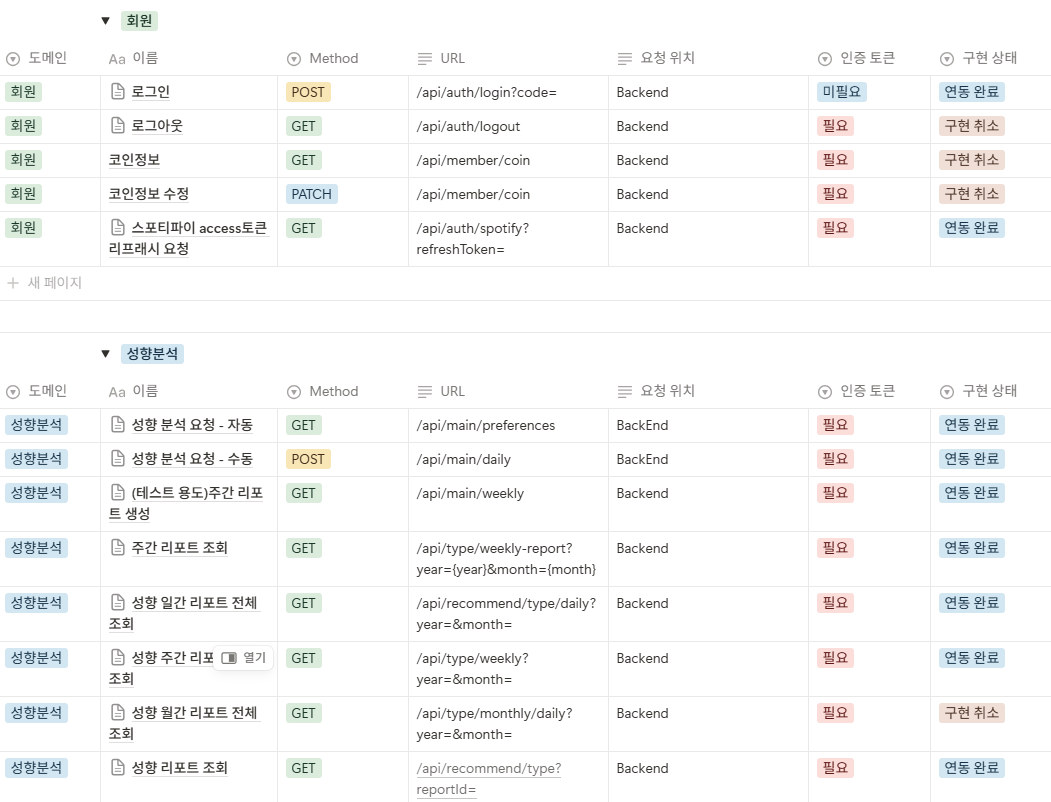 회원
도메인 Aa 이름 Method URL 요청 위치 인증 토큰 구현 상태
회원 로그인 POST /api/auth/login?code= Backend 미필요 연동 완료
회원 로그아웃 GET /api/auth/logout Backend 필요 구현 취소
회원 코인정보 GET /api/member/coin Backend 필요 구현 취소
회원 코인정보 수정 PATCH /api/member/coin Backend 필요 구현 취소
회원 스포티파이 access토큰 GET /api/auth/spotify? Backend 필요 연동 완료
리프래시 요청 refreshToken=
+ 새 페이지
성향분석
도메인 Aa 이름 Method URL 요청 위치 인증 토큰 구현 상태
성향분석 성향 분석 요청 - 자동 GET /api/main/preferences BackEnd 필요 연동 완료
성향분석 성향 분석 요청 - 수동 POST /api/main/daily BackEnd 필요 연동 완료
성향분석 (테스트 용도)주간 리포 GET /api/main/weekly Backend 필요 연동 완료
트 생성
성향분석 주간 리포트 조회 GET /api/type/weekly-report? Backend 필요 연동 완료
year={year}&month={month}
성향분석 성향 일간 리포트 전체 GET /api/recommend/type/daily? Backend 필요 연동 완료
조회 year=&month=
성향분석 성향 주간 리포 열기 GET /api/type/weekly? Backend 필요 연동 완료
조회 year=&month=
성향분석 성향 월간 리포트 전체 GET /api/type/monthly/daily? Backend 필요 구현 취소
조회 year=&month=
성향분석 성향 리포트 조회 GET /api/recommend/type? Backend 필요 연동 완료
reportId=